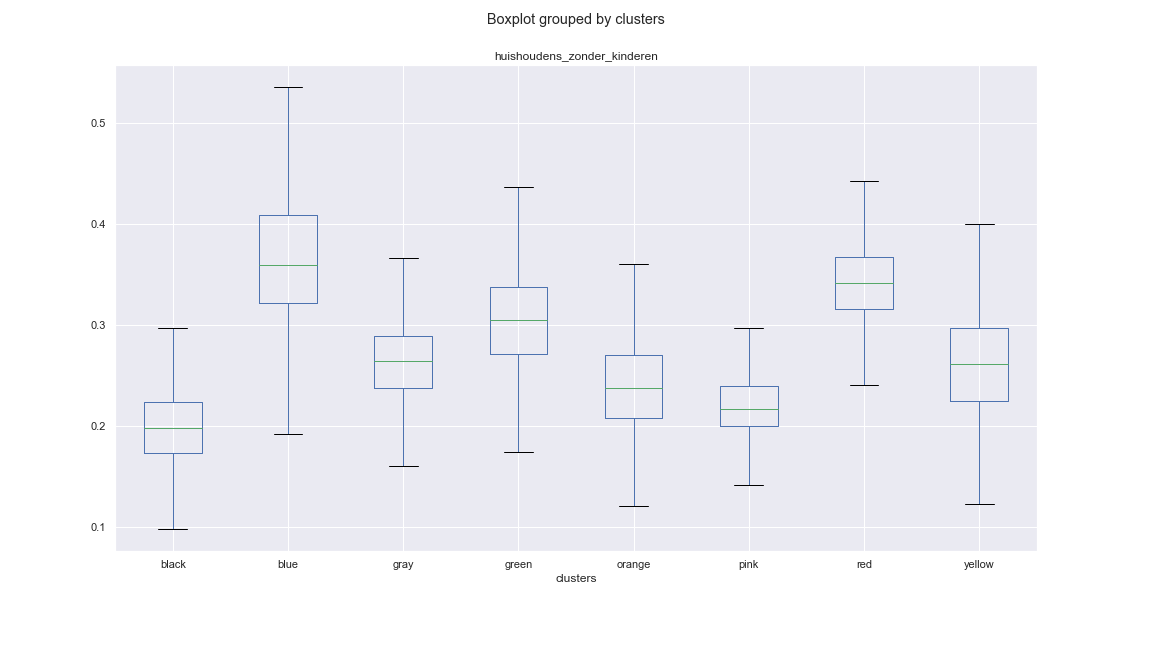 Boxplot grouped by clusters
huishoudens_zonder_kinderen
0.5
0.4
0.3
0.2
0.1
black blue gray green orange pink red yellow
clusters